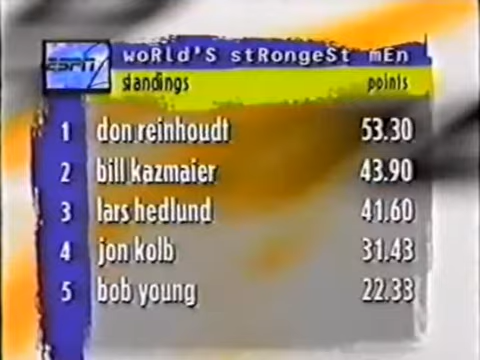 ESPN woRld'S stRongeSt mEn
standings points
1 don reinhoudt 53.30
2 bill kazmaier 43.90
3 lars hedlund 41.60
4 jon kolb 31.43
5 bob young 22.33